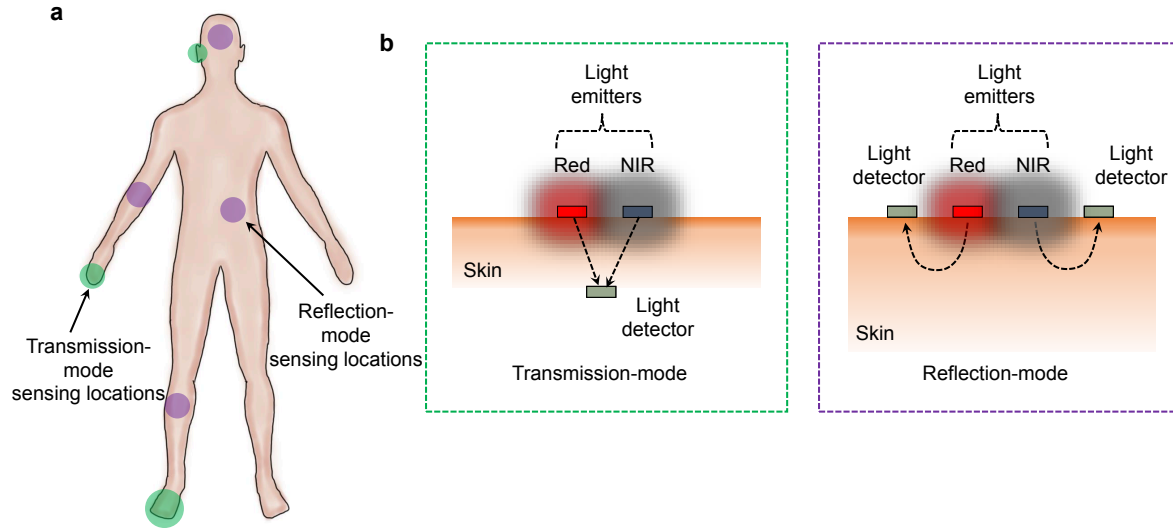 a
Transmission-
mode
sensing locations
Reflection-
mode
sensing locations
b
Light
emitters
Red
NIR
Skin
Light
detector
Transmission-mode
Light
emitters
Light
detector
Red
NIR
Light
detector
Skin
Reflection-mode